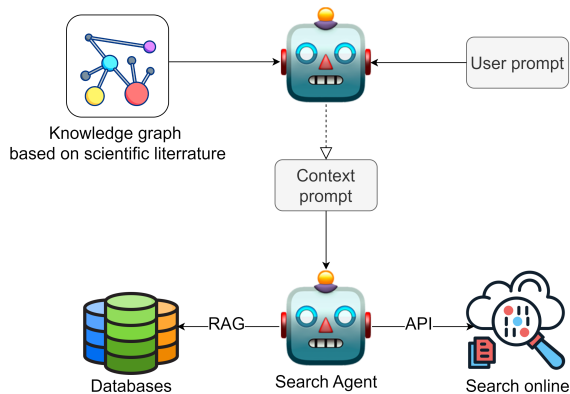 User prompt
Knowledge graph
based on scientific literrature
Context
prompt
RAG
API
Databases
Search Agent
Search online